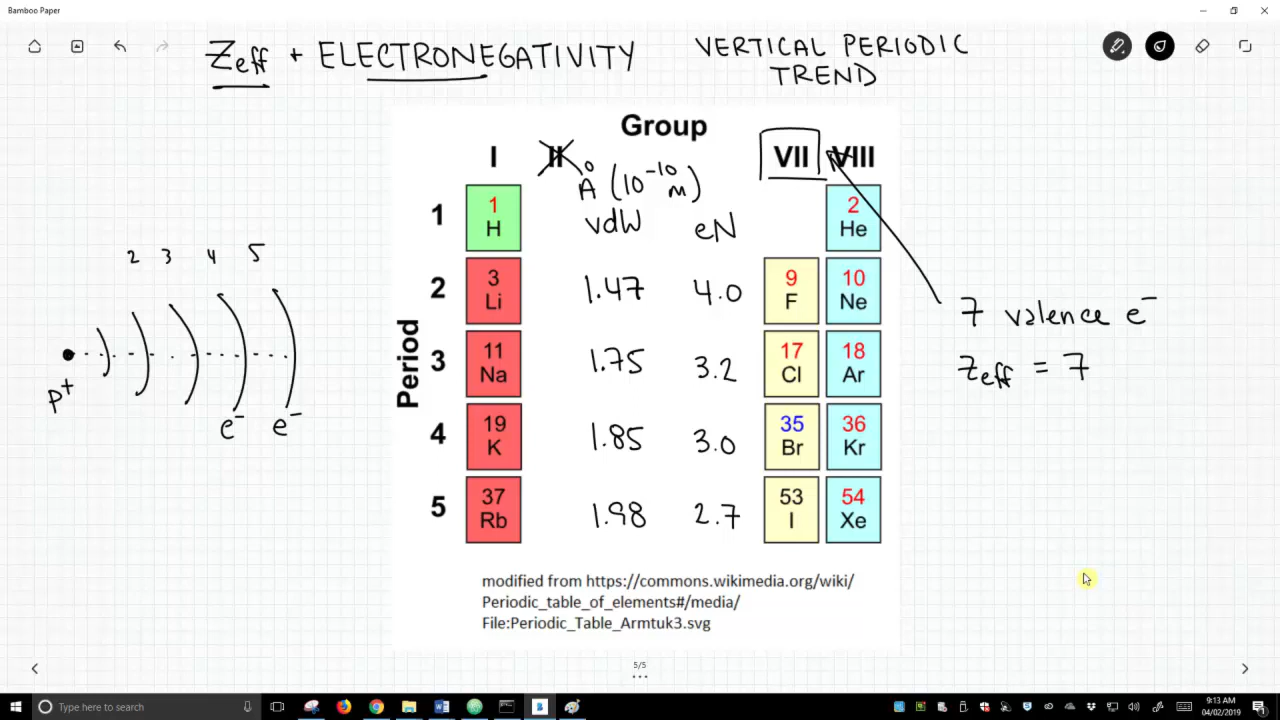 Bamboo Paper
Zeff + ELECTRONEGATIVITY
VERTICAL PERIODIC
TREND
Group
I II VII VIII
Å (10⁻¹⁰ m)
vdW eN
Period
1 1 H 2 He
2 3 Li 1.47 4.0 9 F 10 Ne
3 11 Na 1.75 3.2 17 Cl 18 Ar
4 19 K 1.85 3.0 35 Br 36 Kr
5 37 Rb 1.98 2.7 53 I 54 Xe
2 3 4 5
p⁺
e⁻ e⁻
7 valence e⁻
Zeff = 7
modified from https://commons.wikimedia.org/wiki/
Periodic_table_of_elements#/media/
File:Periodic_Table_Armtuk3.svg
5/5
Type here to search
9:13 AM
04/02/2019